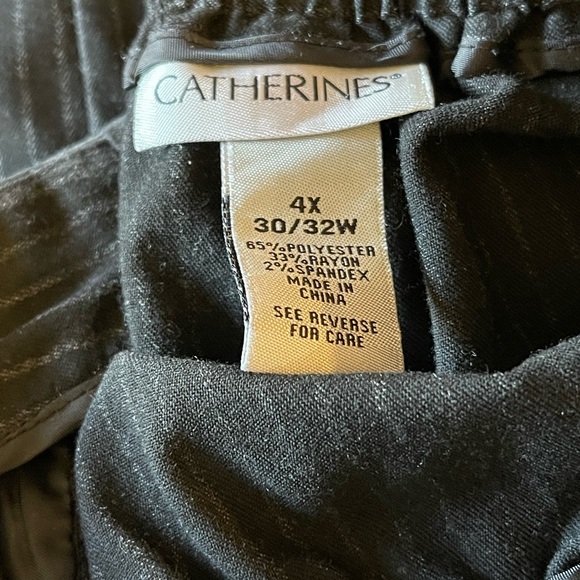 CATHERINES®
4X
30/32W
65%POLYESTER
33%RAYON
2%SPANDEX
MADE IN
CHINA
SEE REVERSE
FOR CARE